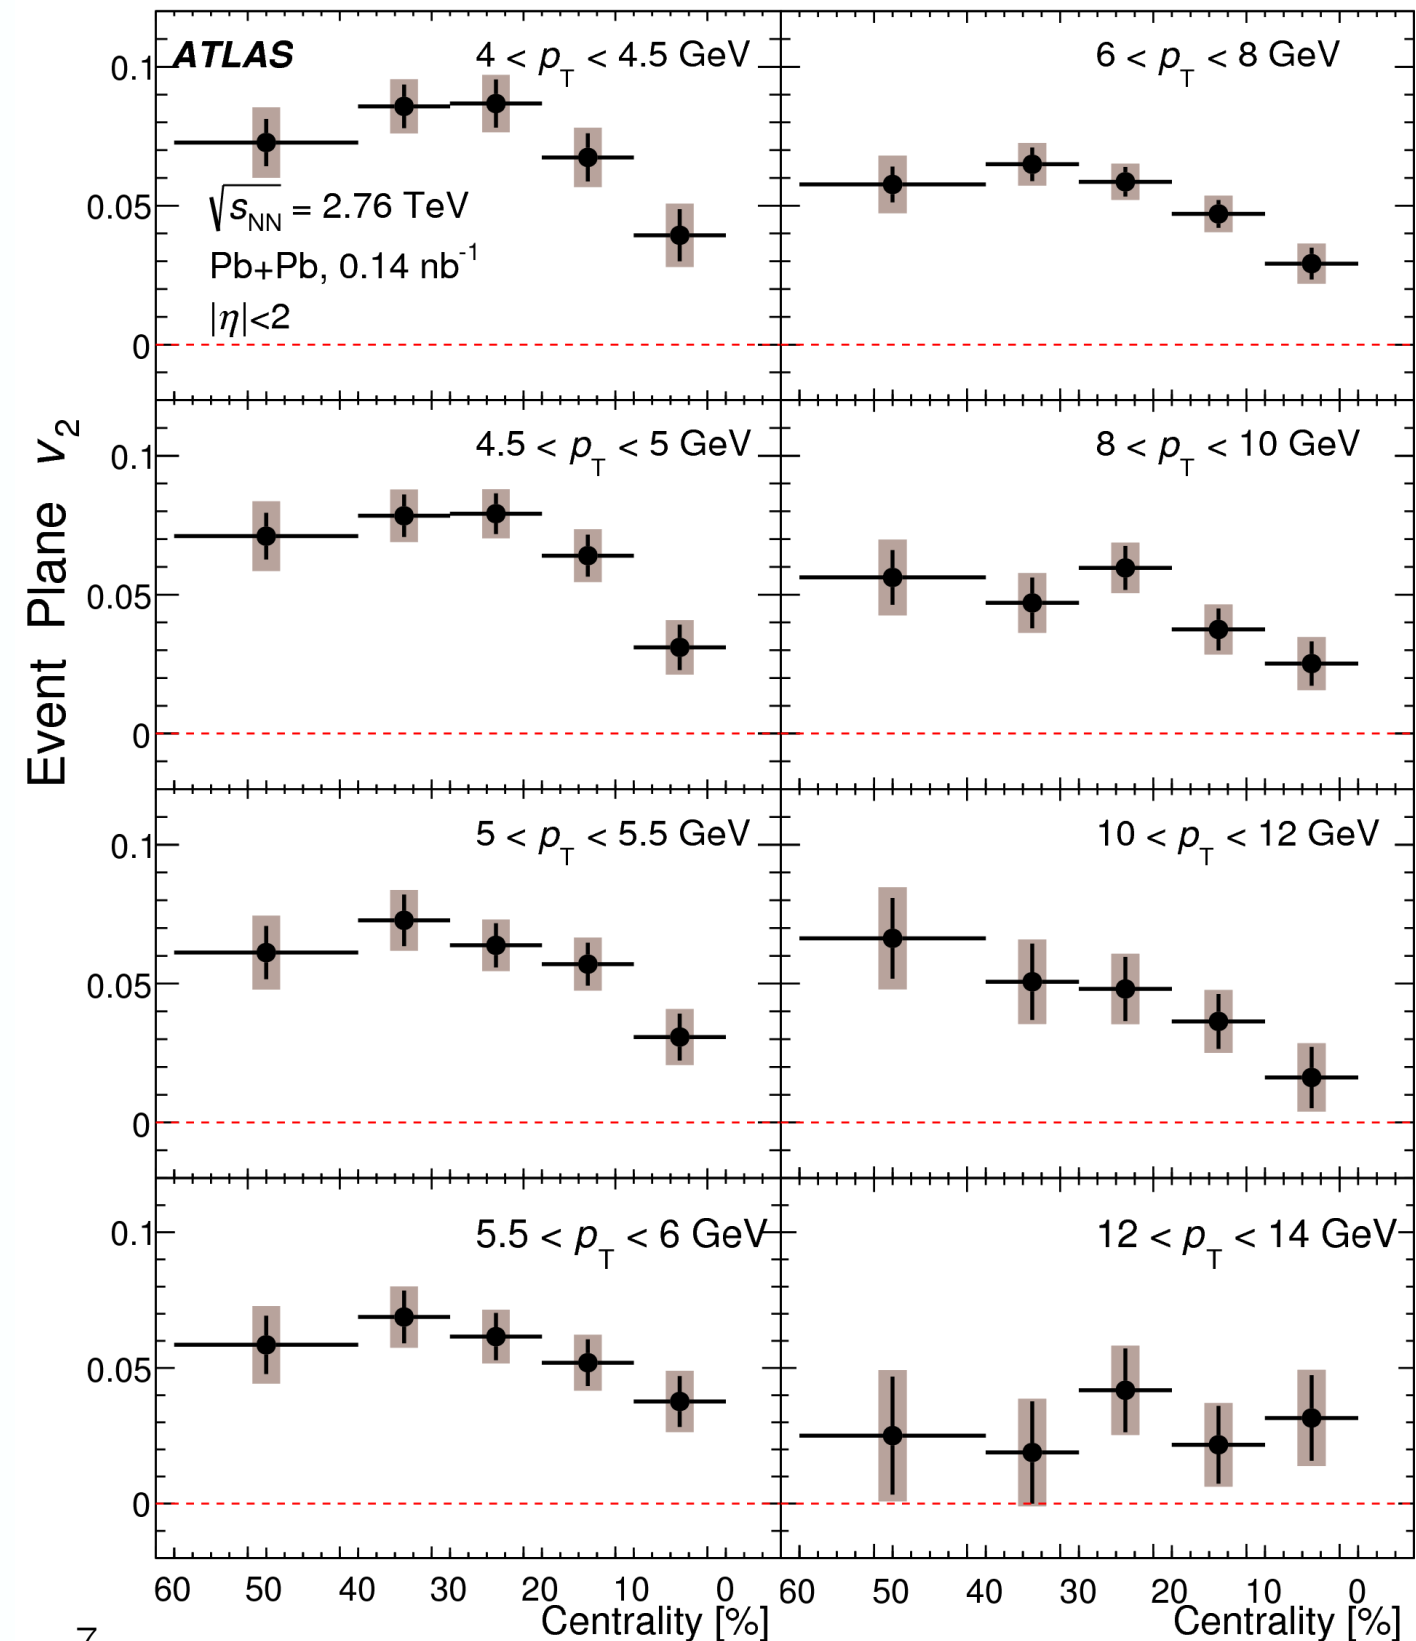 ATLAS
4 < pT < 4.5 GeV
6 < pT < 8 GeV
0.1
√sNN = 2.76 TeV
0.05
Pb+Pb, 0.14 nb-1
|η|<2
0
Event Plane v2
4.5 < pT < 5 GeV
8 < pT < 10 GeV
0.1
0.05
0
5 < pT < 5.5 GeV
10 < pT < 12 GeV
0.1
0.05
0
5.5 < pT < 6 GeV
12 < pT < 14 GeV
0.1
0.05
0
60 50 40 30 20 10 0
60 50 40 30 20 10 0
Centrality [%]
Centrality [%]